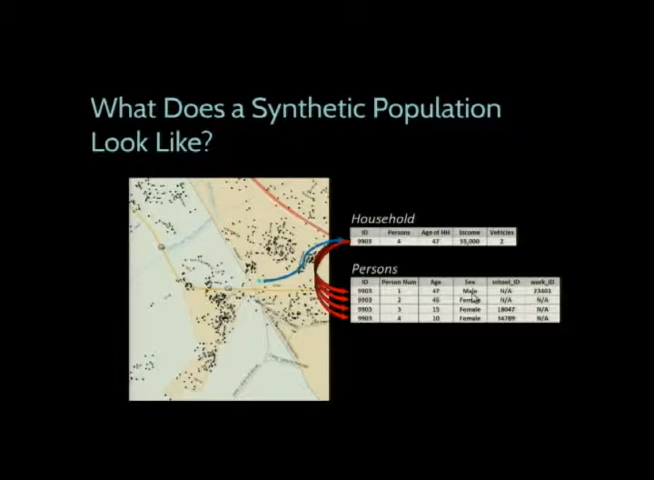 What Does a Synthetic Population
Look Like?
Household
ID Persons Age of HH Income Vehicles
9903 4 47 55,000 2
Persons
ID Person Num Age Sex school_ID work_ID
9903 1 47 Male N/A 23401
9903 2 45 Female N/A N/A
9903 3 15 Female 18047 N/A
9903 4 10 Female 14789 N/A